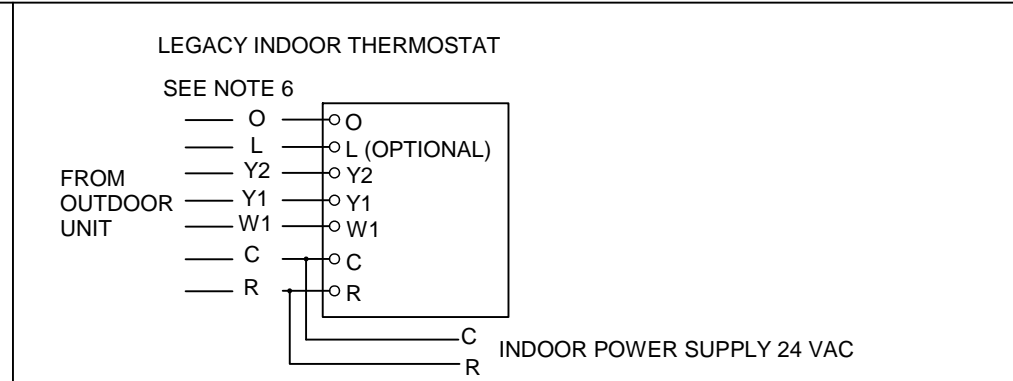 LEGACY INDOOR THERMOSTAT
SEE NOTE 6
O O
L L (OPTIONAL)
Y2 Y2
FROM
OUTDOOR
UNIT
Y1 Y1
W1 W1
C C
R R
C
R
INDOOR POWER SUPPLY 24 VAC